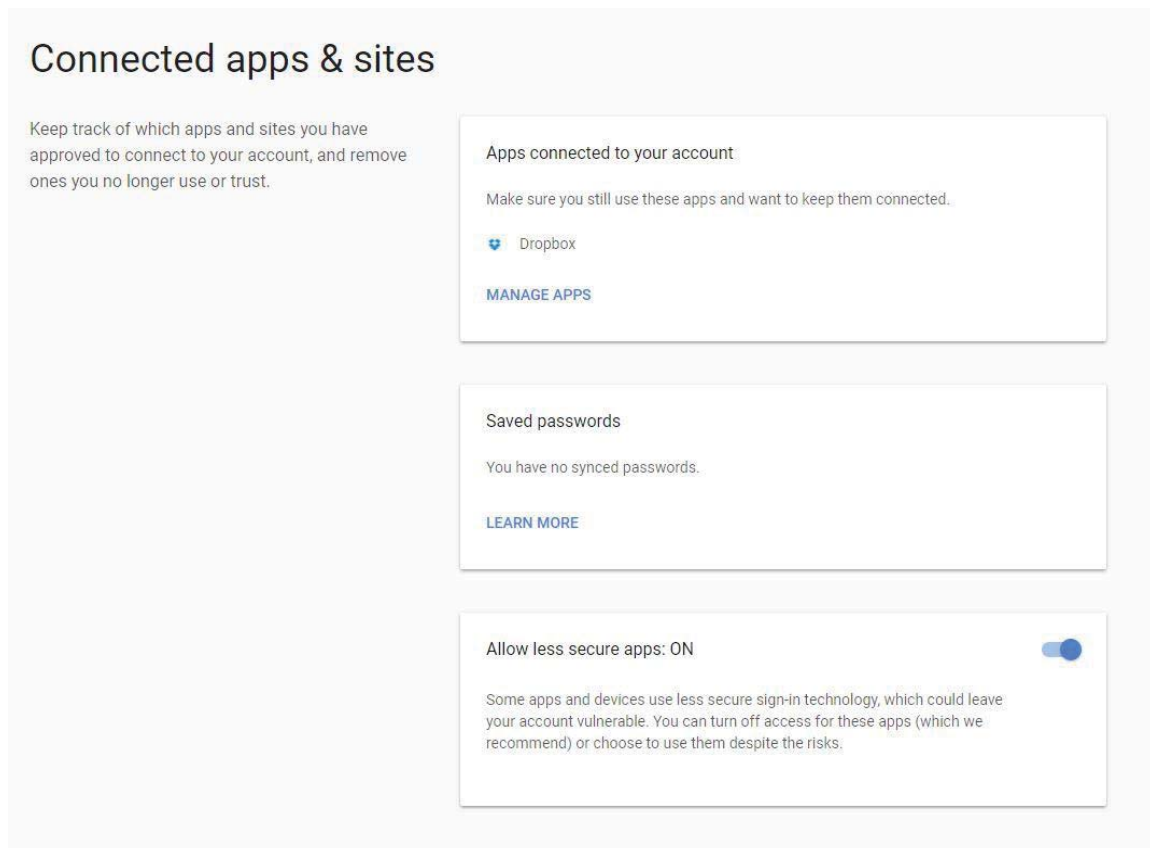 Connected apps & sites
Keep track of which apps and sites you have
approved to connect to your account, and remove
ones you no longer use or trust.
Apps connected to your account
Make sure you still use these apps and want to keep them connected.
Dropbox
MANAGE APPS
Saved passwords
You have no synced passwords.
LEARN MORE
Allow less secure apps: ON
Some apps and devices use less secure sign-in technology, which could leave
your account vulnerable. You can turn off access for these apps (which we
recommend) or choose to use them despite the risks.